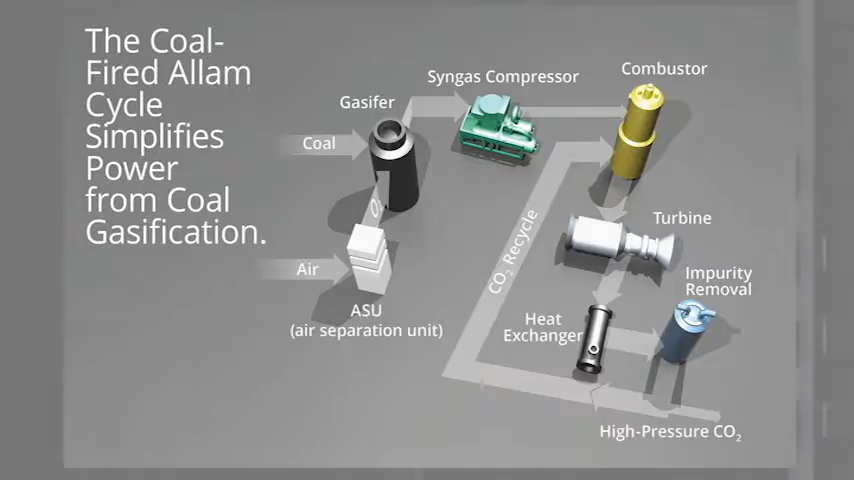 The Coal-
Fired Allam
Cycle
Simplifies
Power
from Coal
Gasification.
Syngas Compressor
Combustor
Gasifer
Coal
O₂
Air
ASU
(air separation unit)
CO₂ Recycle
Turbine
Impurity
Removal
Heat
Exchanger
High-Pressure CO₂